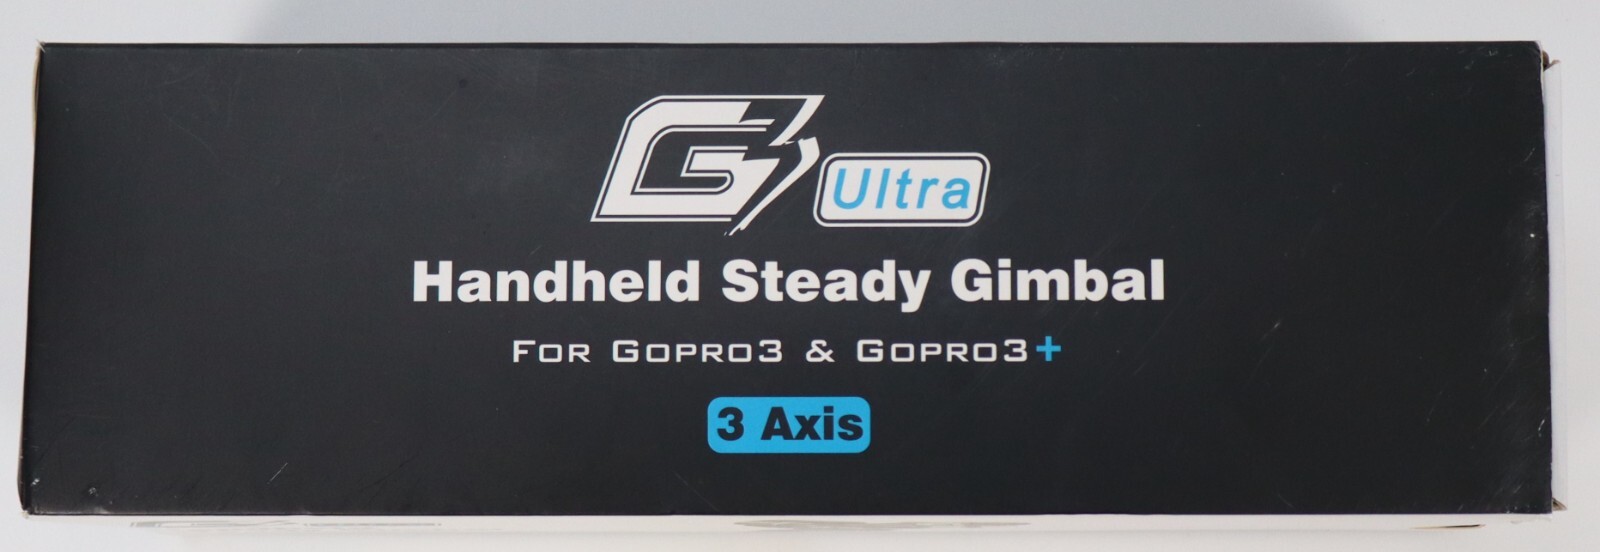 G3 Ultra
Handheld Steady Gimbal
FOR GOPRO3 & GOPRO3+
3 Axis